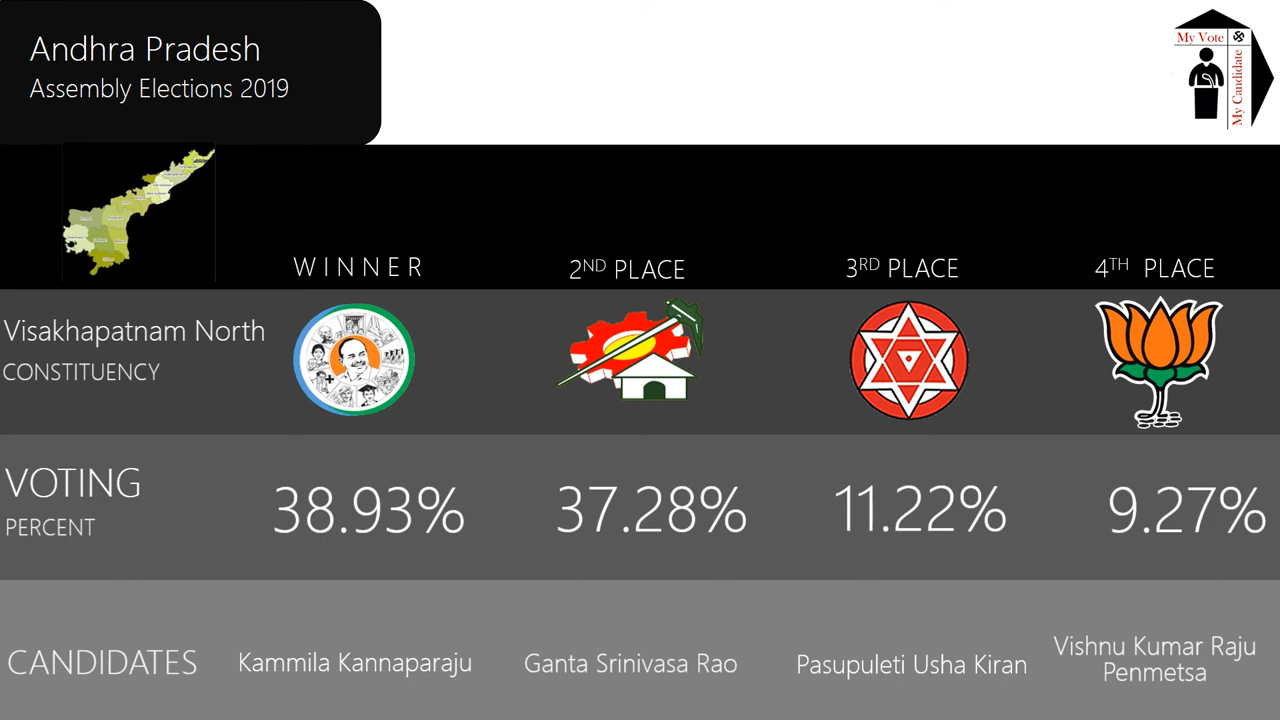 Andhra Pradesh
Assembly Elections 2019
My Vote
My Candidate
WINNER
2ND PLACE
3RD PLACE
4TH PLACE
Visakhapatnam North
CONSTITUENCY
VOTING
PERCENT
38.93%
37.28%
11.22%
9.27%
CANDIDATES
Kammila Kannaparaju
Ganta Srinivasa Rao
Pasupuleti Usha Kiran
Vishnu Kumar Raju
Penmetsa